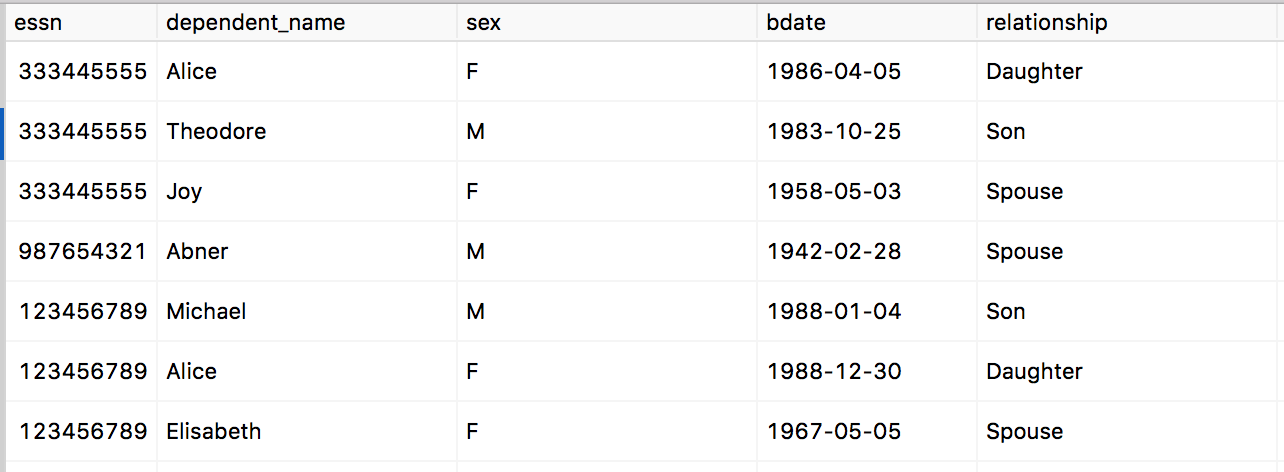 essn dependent_name sex bdate relationship
333445555 Alice F 1986-04-05 Daughter
333445555 Theodore M 1983-10-25 Son
333445555 Joy F 1958-05-03 Spouse
987654321 Abner M 1942-02-28 Spouse
123456789 Michael M 1988-01-04 Son
123456789 Alice F 1988-12-30 Daughter
123456789 Elisabeth F 1967-05-05 Spouse